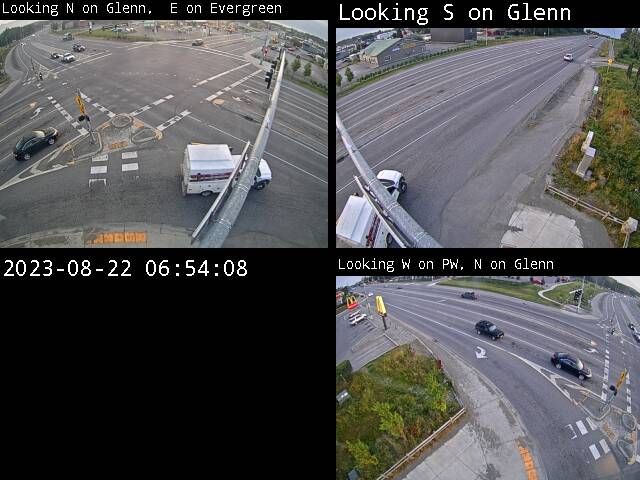 Looking N on Glenn, E on Evergreen
Looking S on Glenn
2023-08-22 06:54:08
Looking W on PW, N on Glenn